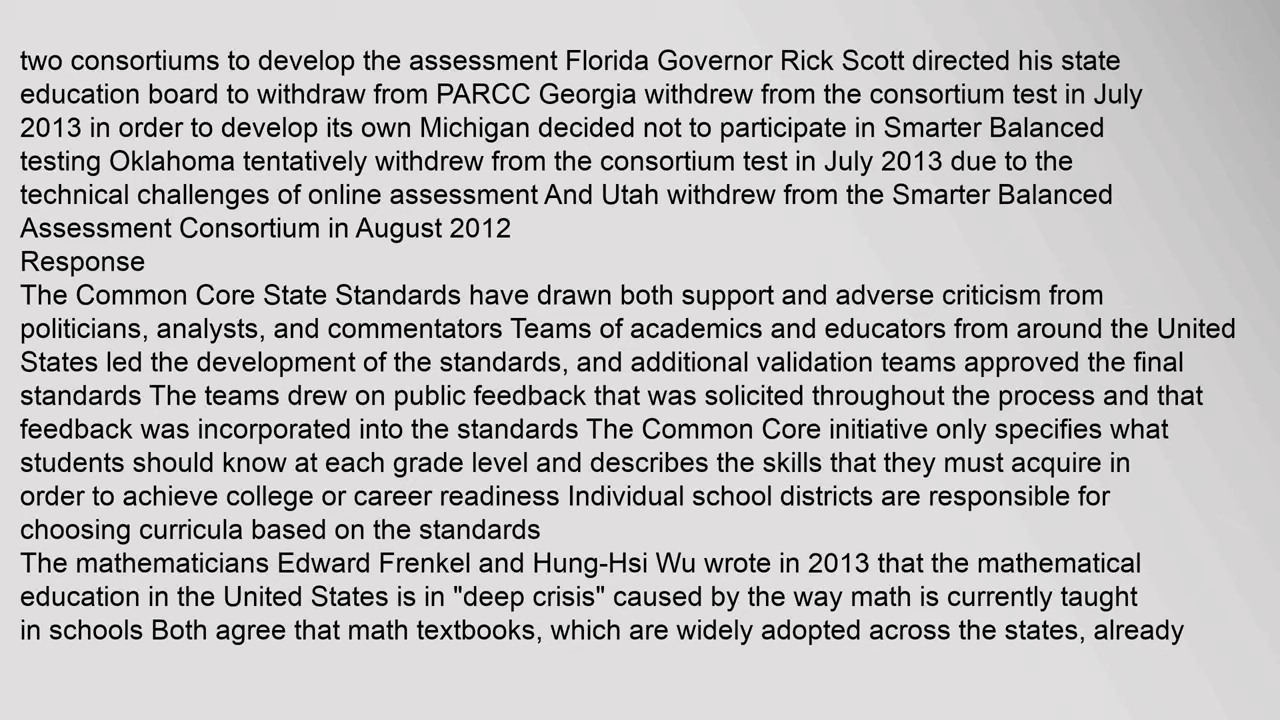 two consortiums to develop the assessment Florida Governor Rick Scott directed his state
education board to withdraw from PARCC Georgia withdrew from the consortium test in July
2013 in order to develop its own Michigan decided not to participate in Smarter Balanced
testing Oklahoma tentatively withdrew from the consortium test in July 2013 due to the
technical challenges of online assessment And Utah withdrew from the Smarter Balanced
Assessment Consortium in August 2012
Response
The Common Core State Standards have drawn both support and adverse criticism from
politicians, analysts, and commentators Teams of academics and educators from around the United
States led the development of the standards, and additional validation teams approved the final
standards The teams drew on public feedback that was solicited throughout the process and that
feedback was incorporated into the standards The Common Core initiative only specifies what
students should know at each grade level and describes the skills that they must acquire in
order to achieve college or career readiness Individual school districts are responsible for
choosing curricula based on the standards
The mathematicians Edward Frenkel and Hung-Hsi Wu wrote in 2013 that the mathematical
education in the United States is in "deep crisis" caused by the way math is currently taught
in schools Both agree that math textbooks, which are widely adopted across the states, already